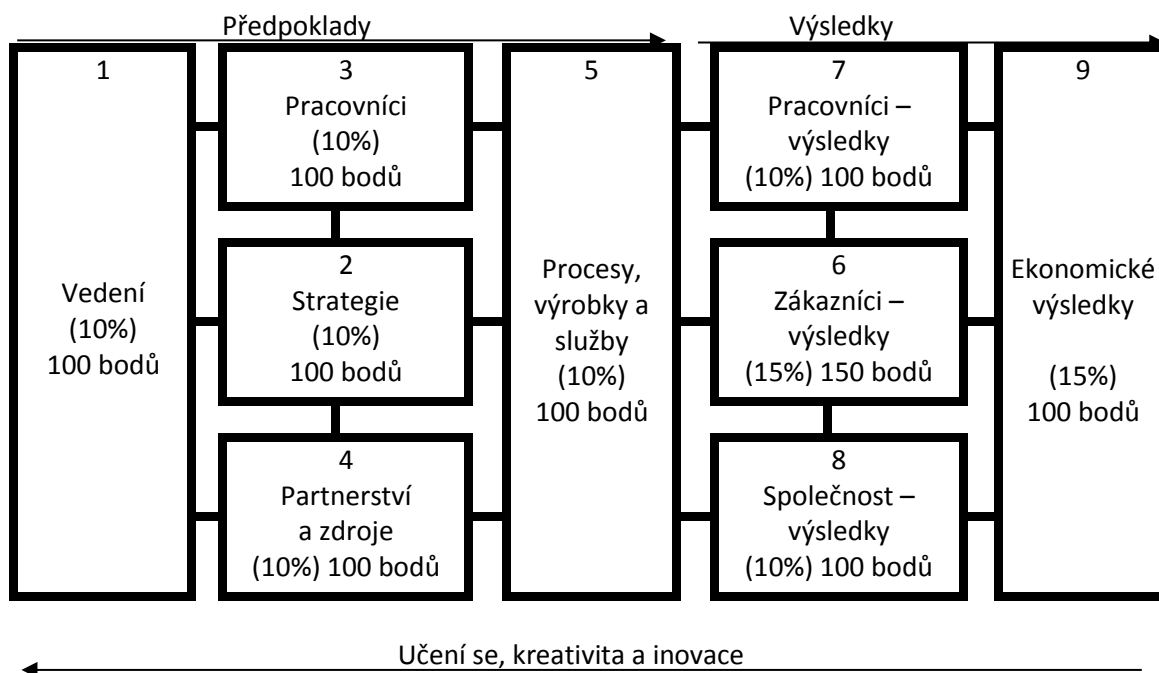 Předpoklady
Výsledky
1
Vedení
(10%)
100 bodů
3
Pracovníci
(10%)
100 bodů
2
Strategie
(10%)
100 bodů
4
Partnerství
a zdroje
(10%) 100 bodů
5
Procesy,
výrobky a
služby
(10%)
100 bodů
7
Pracovníci –
výsledky
(10%) 100 bodů
6
Zákazníci –
výsledky
(15%) 150 bodů
8
Společnost –
výsledky
(10%) 100 bodů
9
Ekonomické
výsledky
(15%)
100 bodů
Učení se, kreativita a inovace